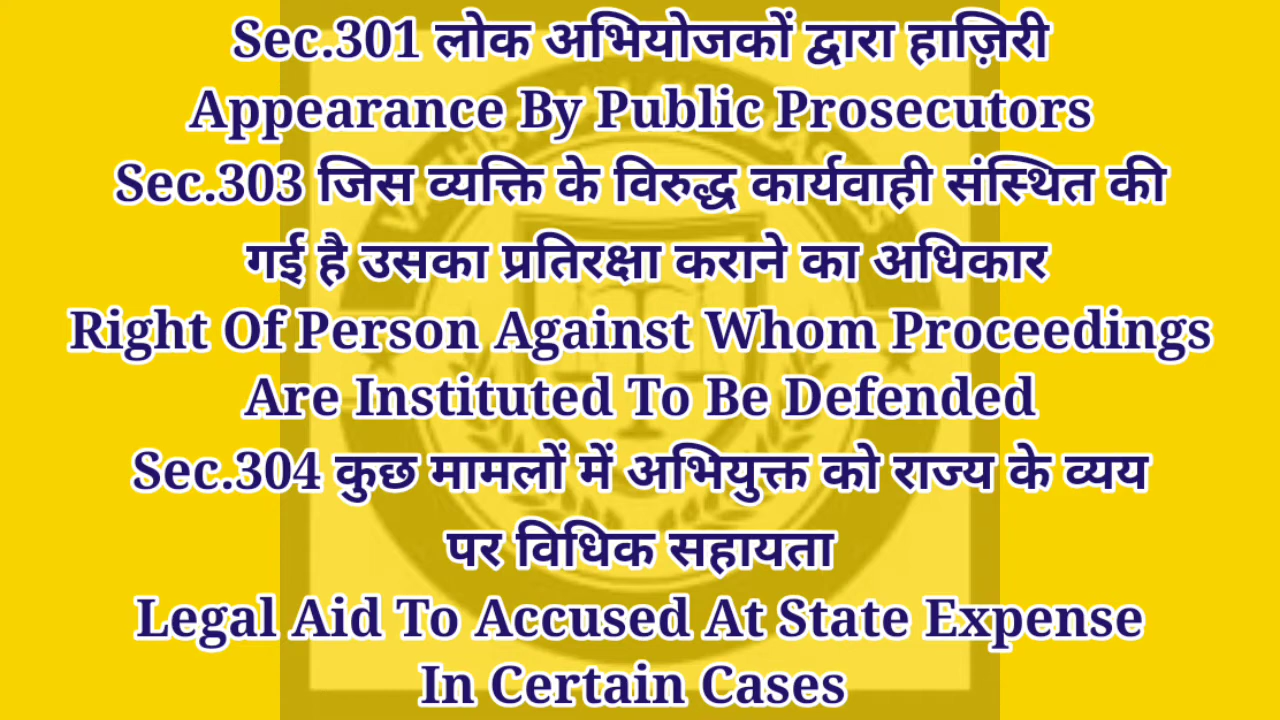 Sec.301 लोक अभियोजकों द्वारा हाज़िरी
Appearance By Public Prosecutors
Sec.303 जिस व्यक्ति के विरुद्ध कार्यवाही संस्थित की
गई है उसका प्रतिरक्षा कराने का अधिकार
Right Of Person Against Whom Proceedings
Are Instituted To Be Defended
Sec.304 कुछ मामलों में अभियुक्त को राज्य के व्यय
पर विधिक सहायता
Legal Aid To Accused At State Expense
In Certain Cases